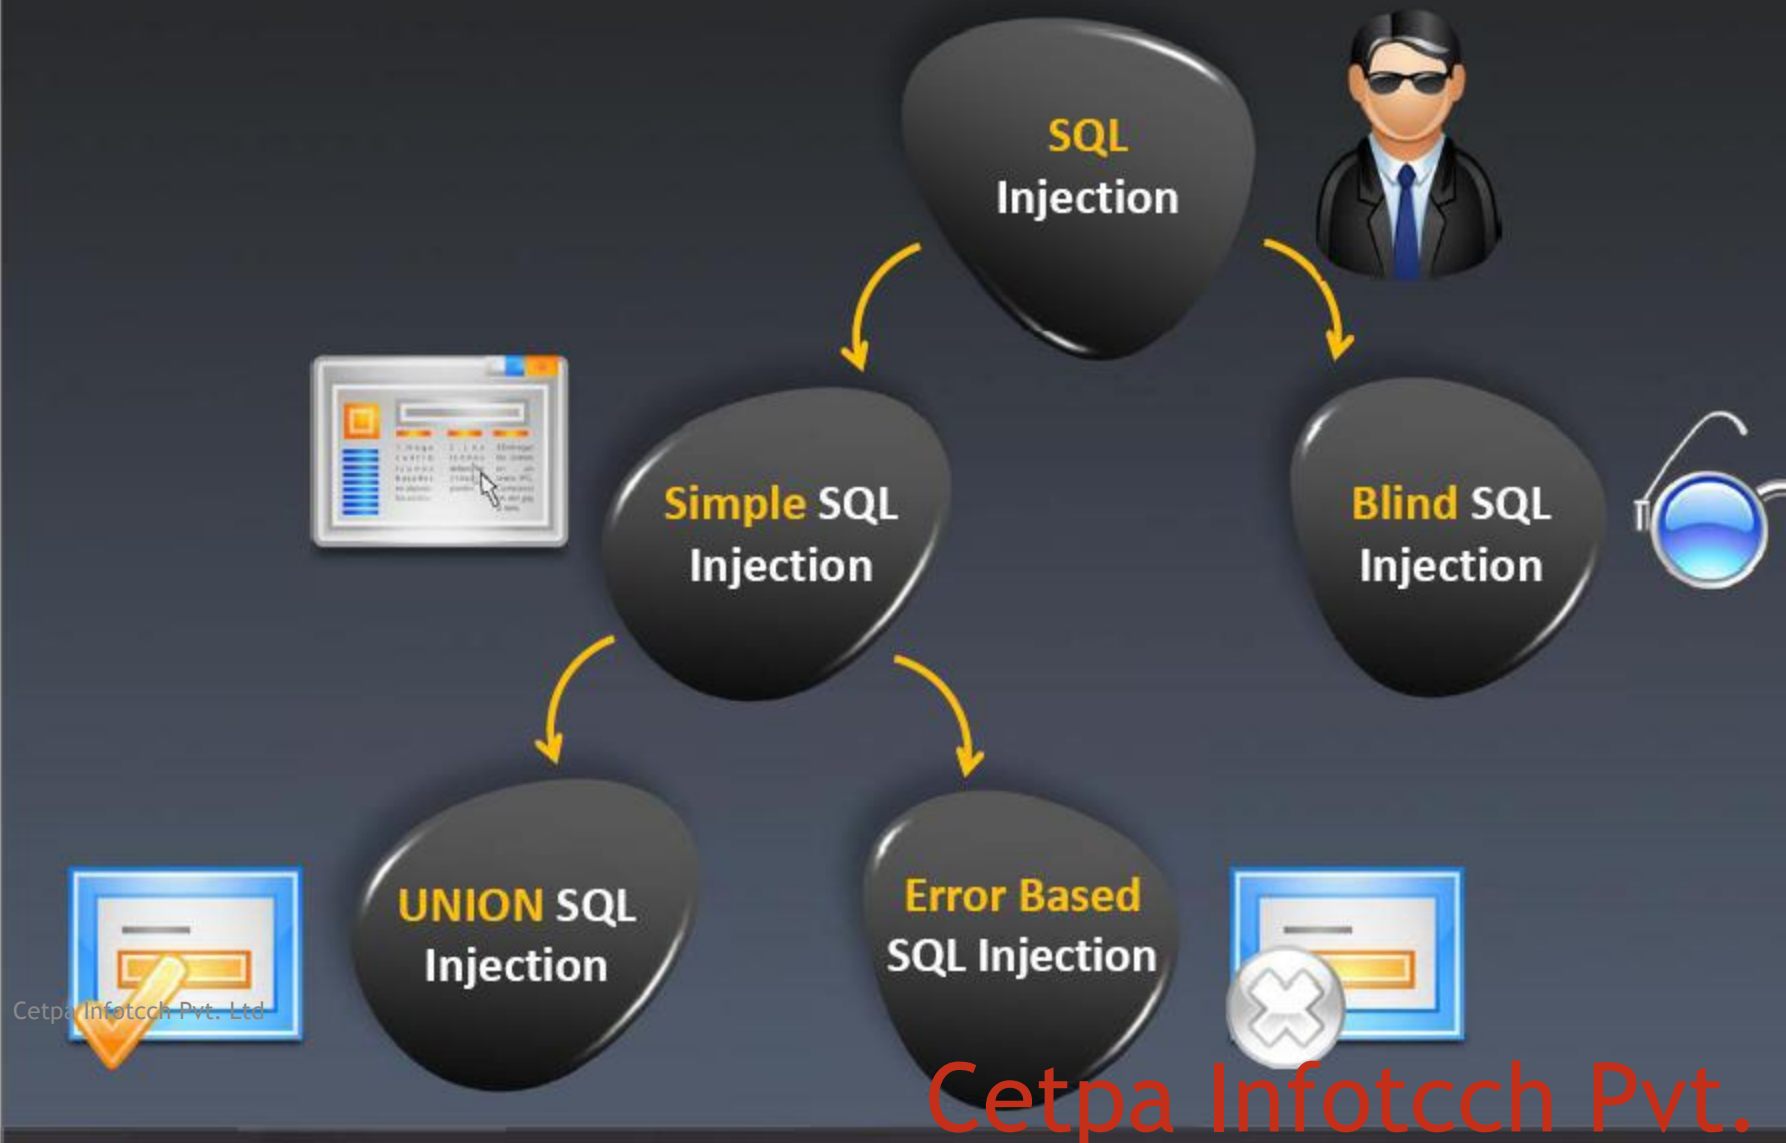 SQL
Injection
Simple SQL
Injection
Blind SQL
Injection
UNION SQL
Injection
Error Based
SQL Injection
Cetpa Infotcch Pvt. Ltd
Cetpa Infotcch Pvt.